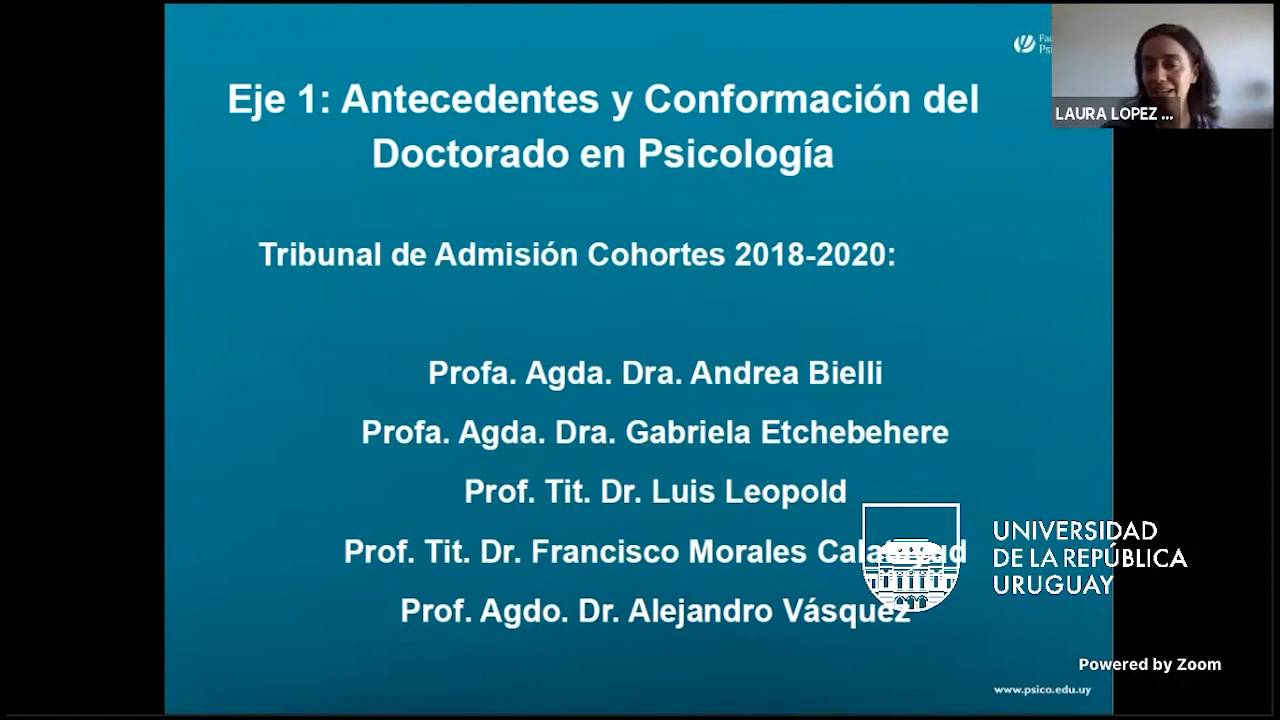 Eje 1: Antecedentes y Conformación del
Doctorado en Psicología
LAURA LOPEZ ...
Tribunal de Admisión Cohortes 2018-2020:
Profa. Agda. Dra. Andrea Bielli
Profa. Agda. Dra. Gabriela Etchebehere
Prof. Tit. Dr. Luis Leopold
Prof. Tit. Dr. Francisco Morales
Prof. Agdo. Dr. Alejandro Vásquez
UNIVERSIDAD
DE LA REPÚBLICA
URUGUAY
Powered by Zoom
www.psico.edu.uy